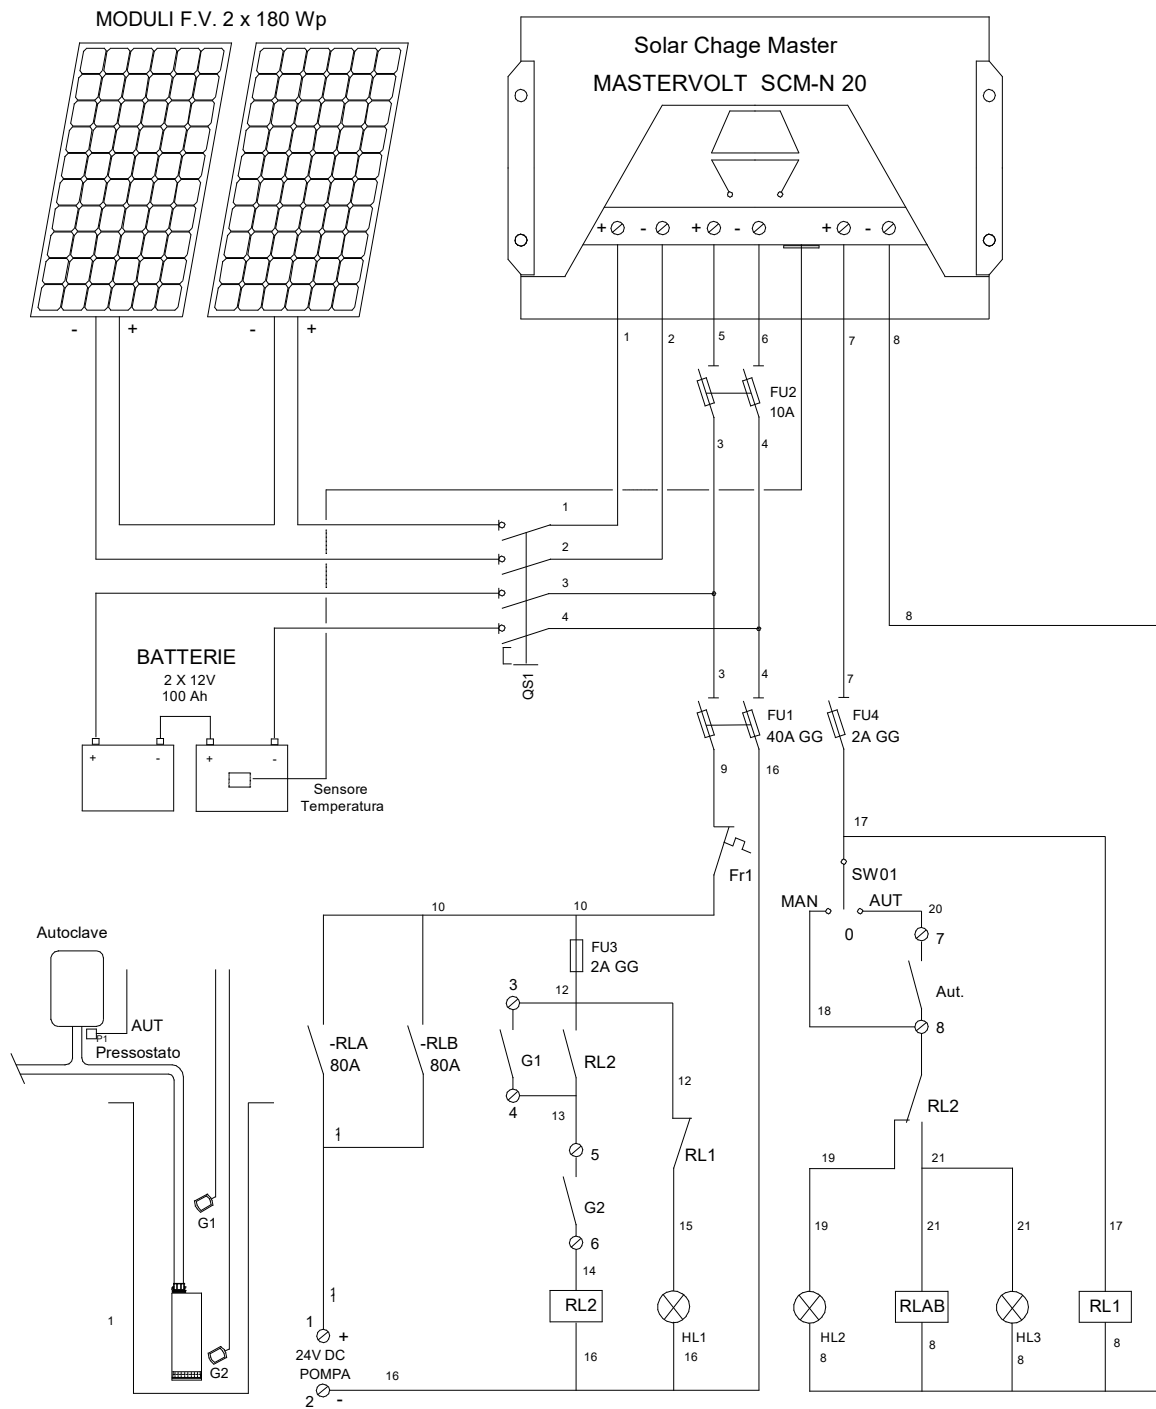 MODULI F.V. 2 x 180 Wp
Solar Chage Master
MASTERVOLT SCM-N 20
+ - + - + -
- + - +
1 2 5 6 7 8
FU2
10A
3 4
1
2
3
4
8
QS1
BATTERIE
2 X 12V
100 Ah
+ - + -
Sensore
Temperatura
3 4 7
FU1
40A GG
FU4
2A GG
9 16
17
Fr1
SW01
MAN AUT
0
20
7
10 10
FU3
2A GG
Autoclave
AUT
P1
Pressostato
3 12
18
Aut.
8
-RLA
80A
-RLB
80A
G1
RL2
12
4
13
RL2
1
1
5
RL1
19 21
G1
G2
6
15
19 21 21 17
14
1
1
RL2
RLAB
RL1
1
1 +
24V DC
POMPA
2 -
HL1
HL2
HL3
8 8 8 8
16 16 16
G2